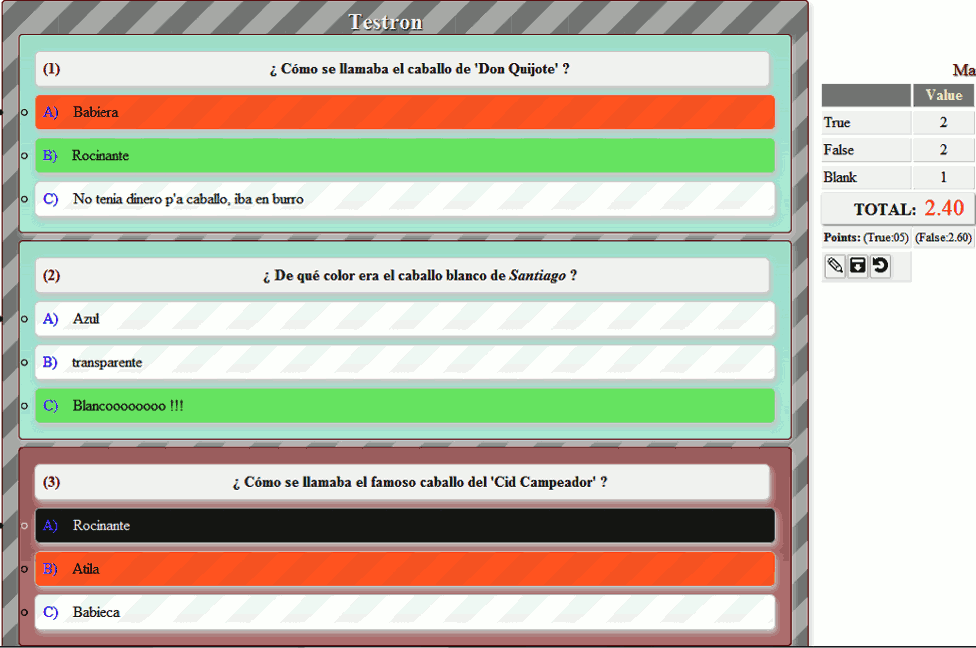 Testron
(1) ¿ Cómo se llamaba el caballo de 'Don Quijote' ?
A) Babiera
B) Rocinante
C) No tenia dinero p'a caballo, iba en burro
(2) ¿ De qué color era el caballo blanco de Santiago ?
A) Azul
B) transparente
C) Blancoooooooo !!!
(3) ¿ Cómo se llamaba el famoso caballo del 'Cid Campeador' ?
A) Rocinante
B) Atila
C) Babieca
Ma
Value
True 2
False 2
Blank 1
TOTAL: 2.40
Points: (True:05) (False:2.60)